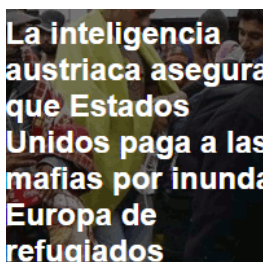 La inteligencia
austriaca asegura
que Estados
Unidos paga a las
mafias por inunda
Europa de
refugiados